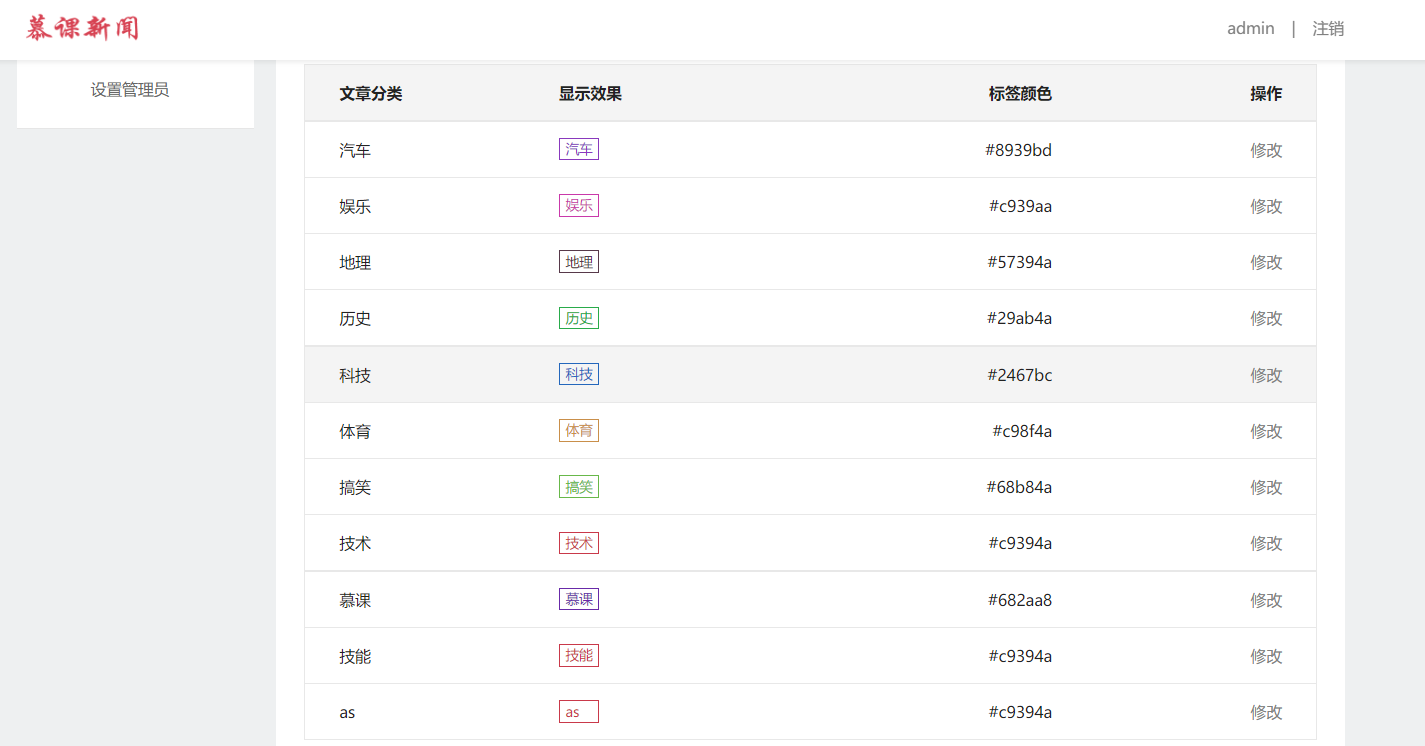 慕课新闻 admin | 注销
设置管理员
文章分类 显示效果 标签颜色 操作
汽车 汽车 #8939bd 修改
娱乐 娱乐 #c939aa 修改
地理 地理 #57394a 修改
历史 历史 #29ab4a 修改
科技 科技 #2467bc 修改
体育 体育 #c98f4a 修改
搞笑 搞笑 #68b84a 修改
技术 技术 #c9394a 修改
慕课 慕课 #682aa8 修改
技能 技能 #c9394a 修改
as as #c9394a 修改